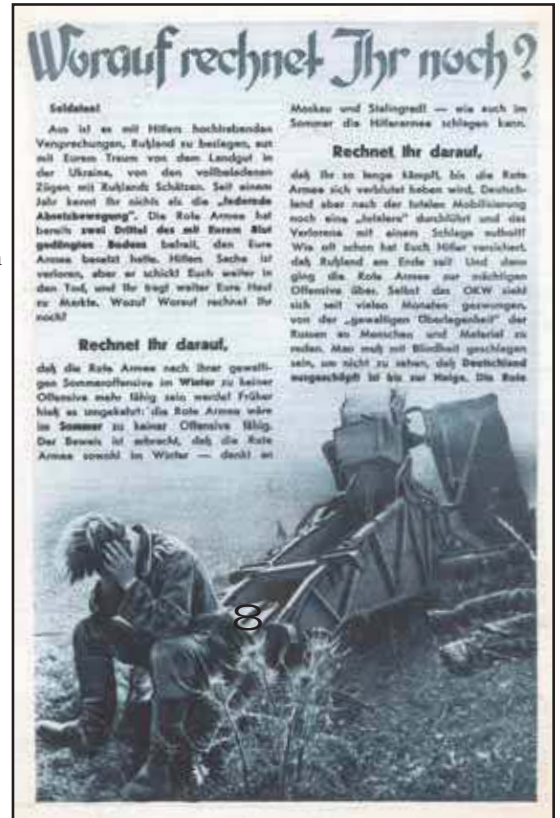 Worauf rechnet Ihr noch?
Soldaten!
Aus ist es mit Hitlers hochtrabenden
Versprechungen, Rußland zu besiegen, aus
mit Eurem Traum von dem Landgut in
der Ukraine, von den vollbeladenen
Zügen mit Rußlands Schätzen. Seit einem
Jahr kennt Ihr nichts als die „federnde
Absetzbewegung". Die Rote Armee hat
bereits zwei Drittel des mit Eurem Blut
gedüngten Bodens befreit, den Eure
Armee besetzt hatte. Hitlers Sache ist
verloren, aber er schickt Euch weiter in
den Tod, und Ihr tragt weiter Eure Haut
zu Markte. Wozu? Worauf rechnet Ihr
noch?
Rechnet Ihr darauf,
daß die Rote Armee nach ihrer gewalti-
gen Sommeroffensive im Winter zu keiner
Offensive mehr fähig sein werde? Früher
hieß es umgekehrt: die Rote Armee wäre
im Sommer zu keiner Offensive fähig.
Der Beweis ist erbracht, daß die Rote
Armee sowohl im Winter — denkt an
Moskau und Stalingrad! — wie auch im
Sommer die Hitlerarmee schlagen kann.
Rechnet Ihr darauf,
daß Ihr so lange kämpft, bis die Rote
Armee sich verblutet haben wird, Deutsch-
land aber nach der totalen Mobilisierung
noch eine „totalere" durchführt und das
Verlorene mit einem Schlage aufholt?
Wie oft schon hat Euch Hitler versichert,
daß Rußland am Ende sei! Und dann
ging die Rote Armee zur mächtigen
Offensive über. Selbst das OKW sieht
sich seit vielen Monaten gezwungen,
von der „gewaltigen Überlegenheit" der
Russen an Menschen und Material zu
reden. Man muß mit Blindheit geschlagen
sein, um nicht zu sehen, daß Deutschland
ausgeschöpft ist bis zur Neige. Die Rote
8